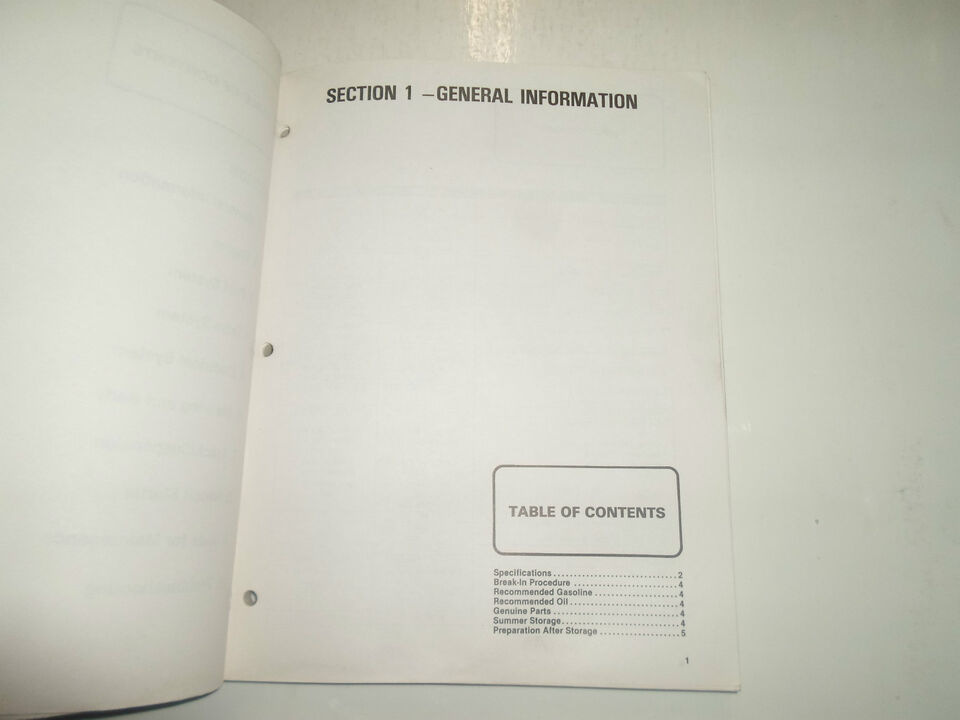 SECTION 1 –GENERAL INFORMATION
TABLE OF CONTENTS
Specifications..............................2
Break-In Procedure.........................4
Recommended Gasoline....................4
Recommended Oil..........................4
Genuine Parts..............................4
Summer Storage............................4
Preparation After Storage...................5
1